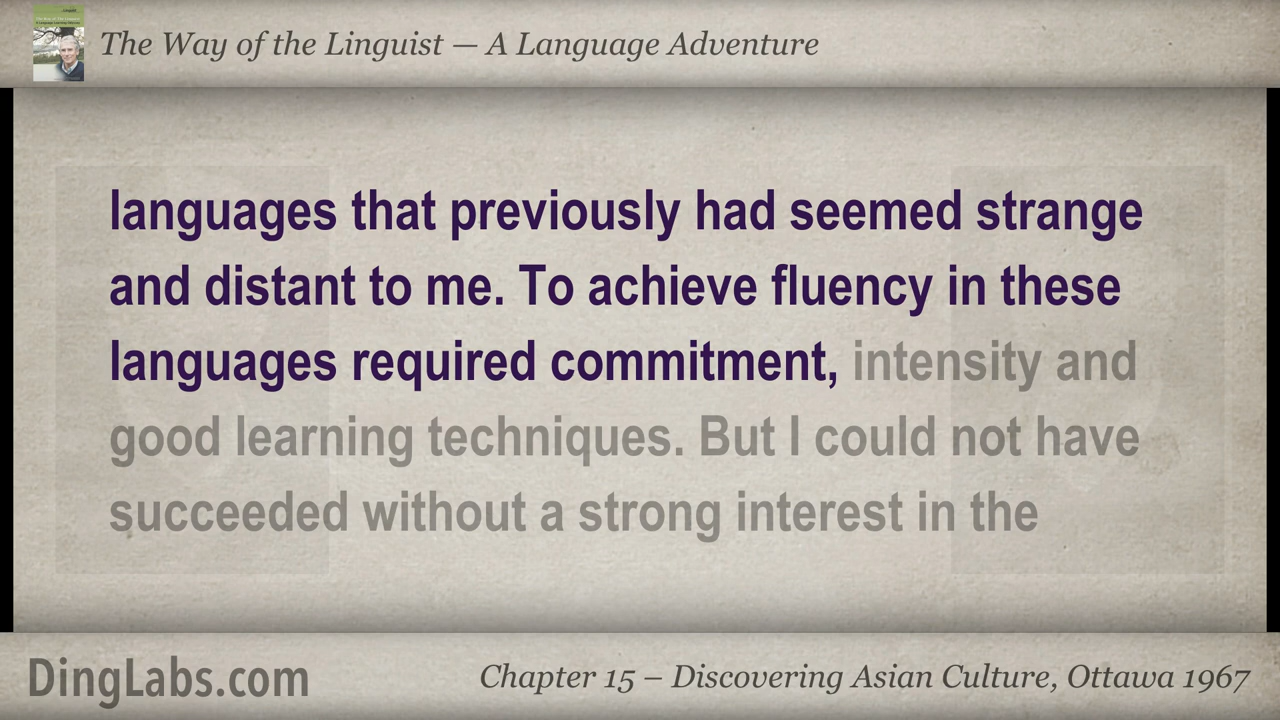 The Way of the Linguist — A Language Adventure
languages that previously had seemed strange
and distant to me. To achieve fluency in these
languages required commitment, intensity and
good learning techniques. But I could not have
succeeded without a strong interest in the
DingLabs.com
Chapter 15 – Discovering Asian Culture, Ottawa 1967